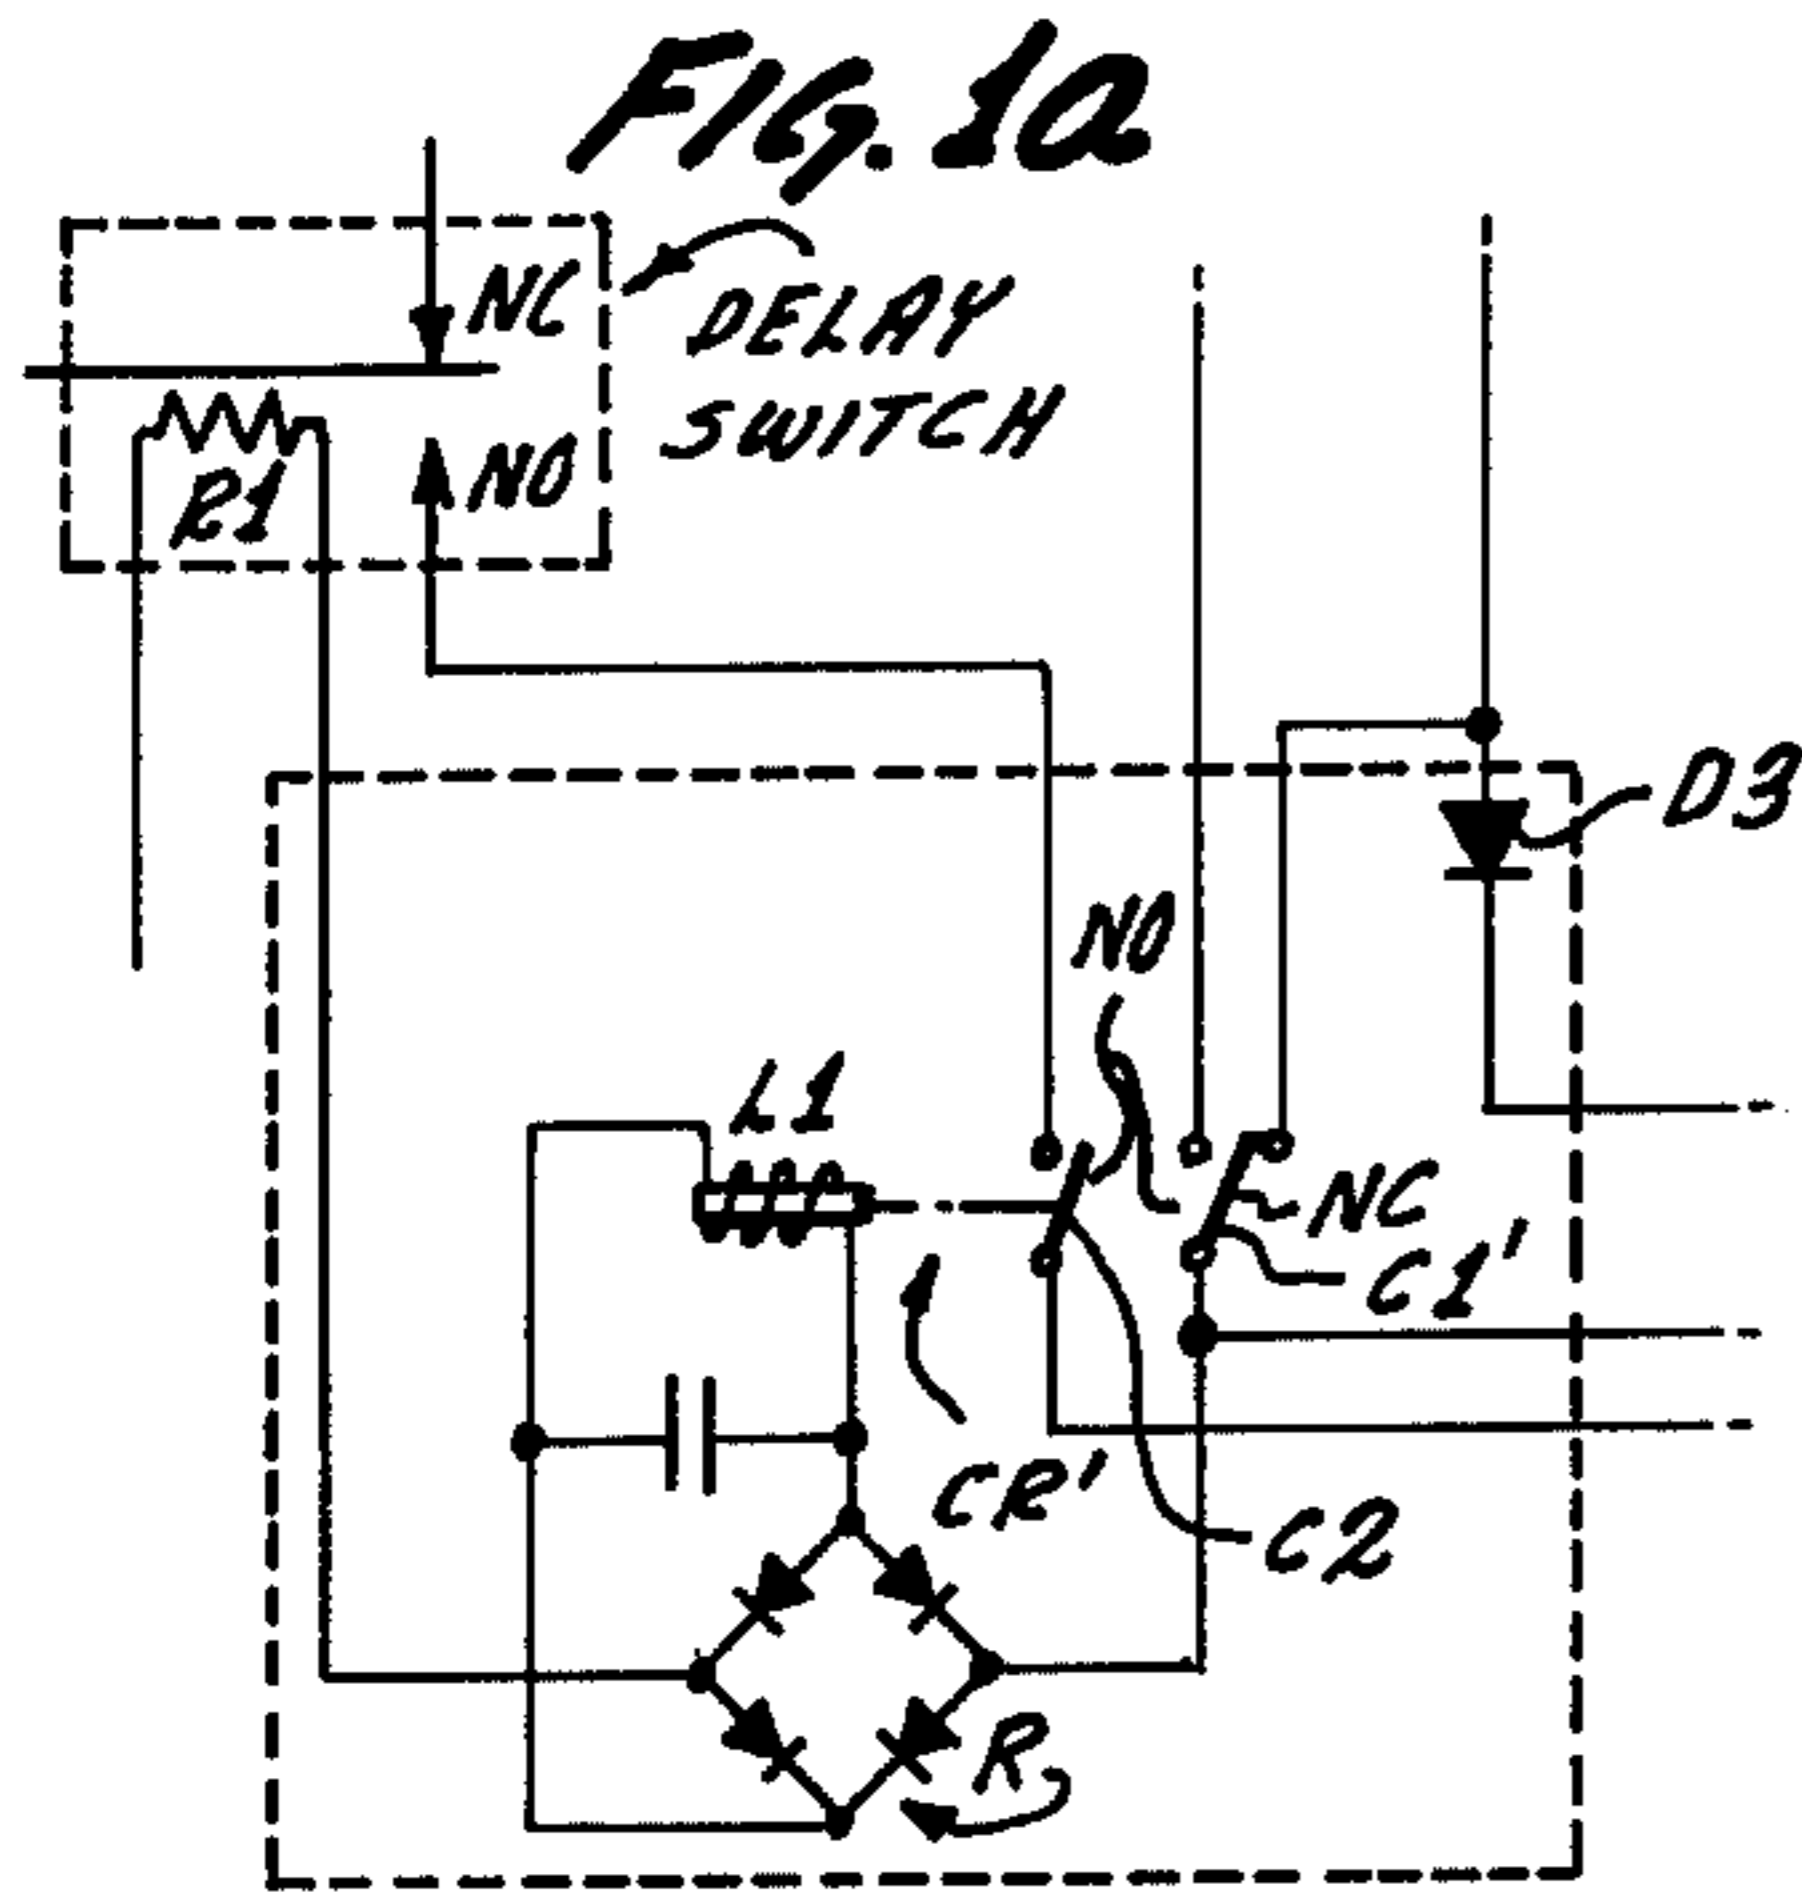 FIG. 1a
NC
DELAY
SWITCH
NO
R1
D3
NO
L1
NC
C1'
CR'
C2
R